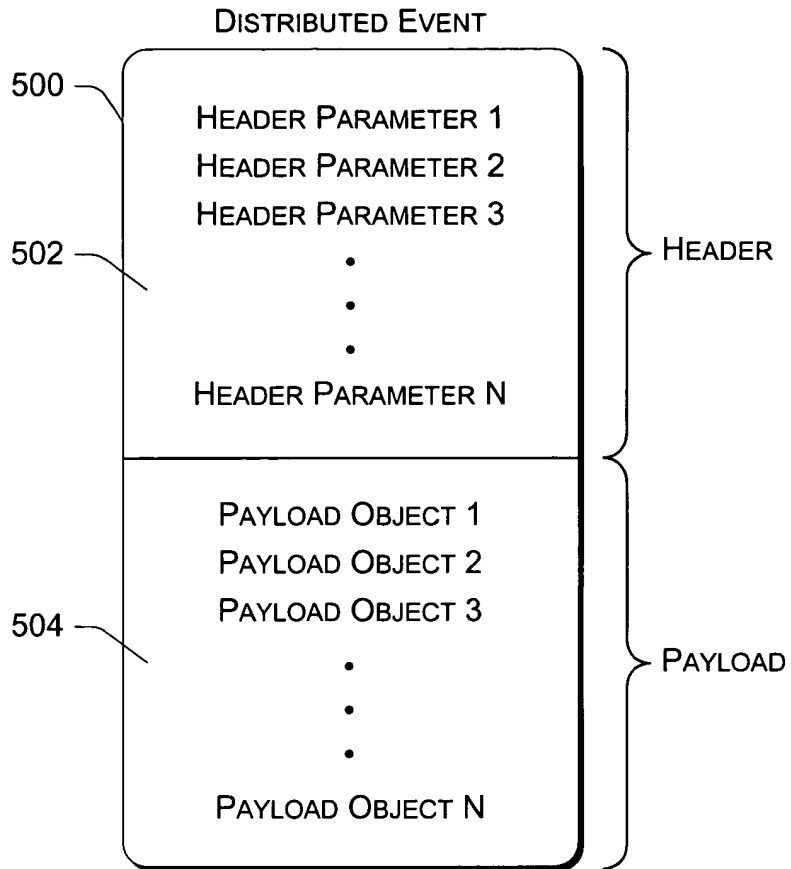 DISTRIBUTED EVENT
500
HEADER PARAMETER 1
HEADER PARAMETER 2
HEADER PARAMETER 3
502
HEADER
HEADER PARAMETER N
PAYLOAD OBJECT 1
PAYLOAD OBJECT 2
PAYLOAD OBJECT 3
504
PAYLOAD
PAYLOAD OBJECT N